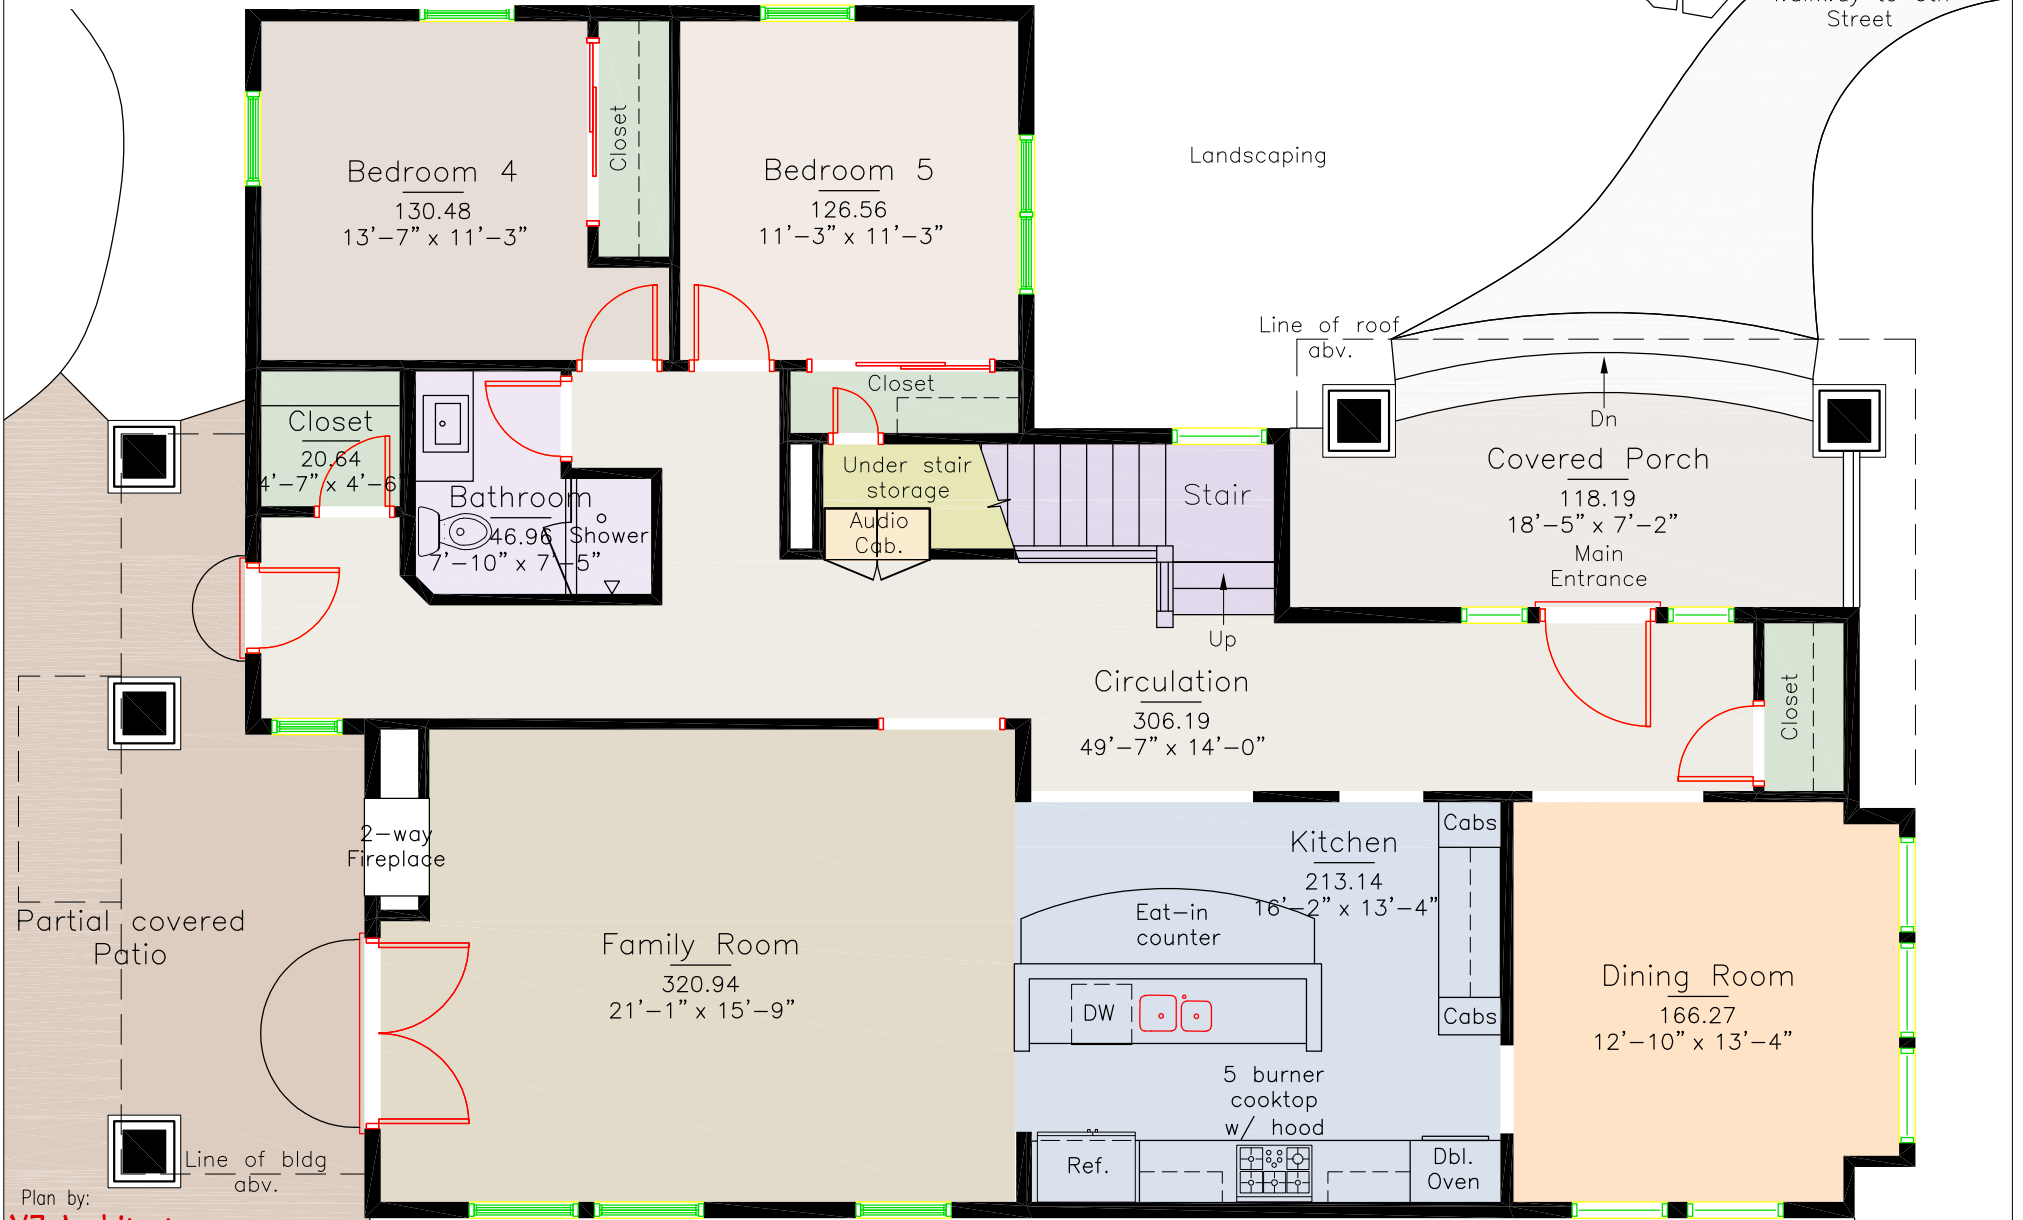 Street
Bedroom 4
130.48
13'-7" x 11'-3"
Closet
Bedroom 5
126.56
11'-3" x 11'-3"
Landscaping
Line of roof
abv.
Dn
Closet
Closet
20.64
4'-7" x 4'-6"
Bathroom
46.96
7'-10" x 7'-5"
Shower
Under stair
storage
Audio
Cab.
Stair
Up
Covered Porch
118.19
18'-5" x 7'-2"
Main
Entrance
Circulation
306.19
49'-7" x 14'-0"
Closet
2-way
Fireplace
Partial covered
Patio
Family Room
320.94
21'-1" x 15'-9"
Kitchen
213.14
16'-2" x 13'-4"
Cabs
Eat-in
counter
DW
Cabs
5 burner
cooktop
w/ hood
Ref.
Dbl.
Oven
Dining Room
166.27
12'-10" x 13'-4"
Line of bldg
abv.
Plan by: